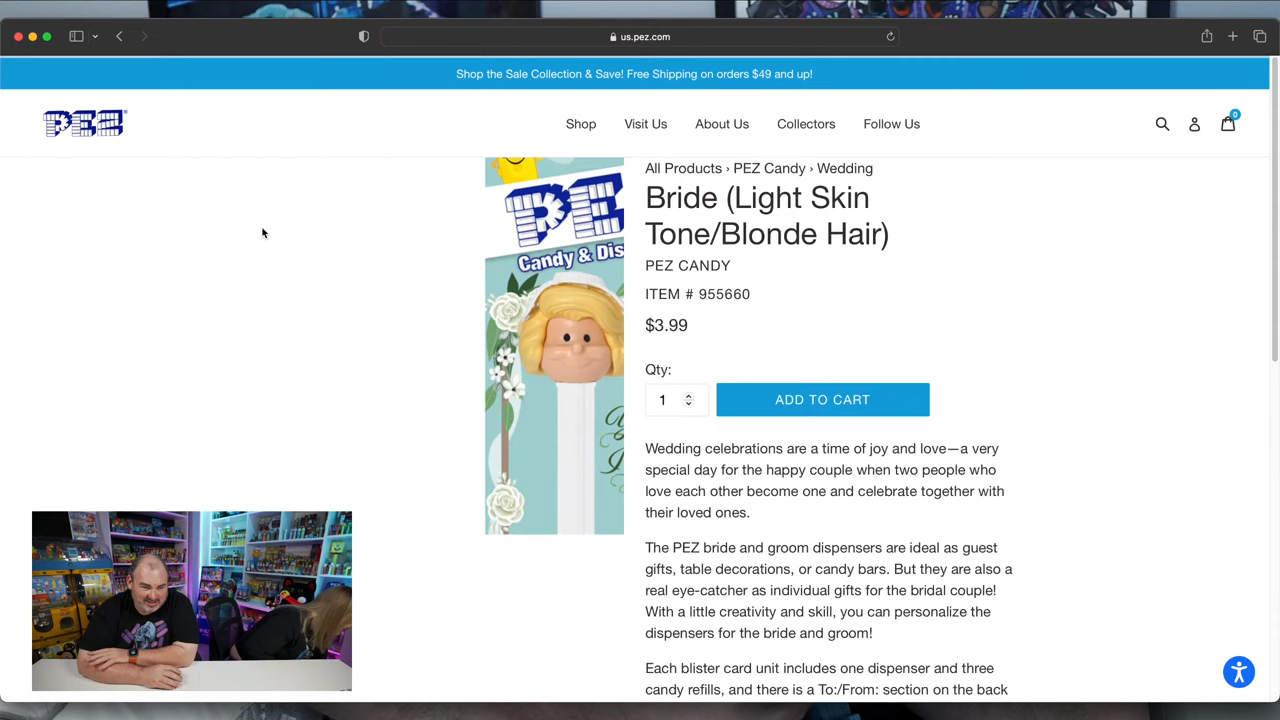 us.pez.com
Shop the Sale Collection & Save! Free Shipping on orders $49 and up!
PEZ
Shop
Visit Us
About Us
Collectors
Follow Us
0
All Products › PEZ Candy › Wedding
Bride (Light Skin
Tone/Blonde Hair)
PEZ CANDY
ITEM # 955660
$3.99
Qty:
1
ADD TO CART
Wedding celebrations are a time of joy and love—a very
special day for the happy couple when two people who
love each other become one and celebrate together with
their loved ones.
The PEZ bride and groom dispensers are ideal as guest
gifts, table decorations, or candy bars. But they are also a
real eye-catcher as individual gifts for the bridal couple!
With a little creativity and skill, you can personalize the
dispensers for the bride and groom!
Each blister card unit includes one dispenser and three
candy refills, and there is a To:/From: section on the back
PE
Candy & Dis